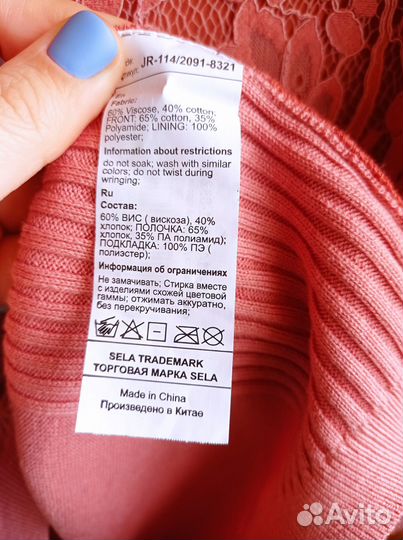 JR-114/2091-8321
En
Fabric:
60% Viscose, 40% cotton,
FRONT: 65% cotton, 35%
Polyamide; LINING: 100%
polyester;
Information about restrictions
do not soak; wash with similar
colors; do not twist during
wringing;
Ru
Состав:
60% ВИС ( вискоза), 40%
хлопок; ПОЛОЧКА: 65%
хлопок, 35% ПА (полиамид);
ПОДКЛАДКА: 100% ПЭ (
полиэстер);
Информация об ограничениях
Не замачивать; Стирка вместе
с изделиями схожей цветовой
гаммы; отжимать аккуратно,
без перекручивания;
SELA TRADEMARK
ТОРГОВАЯ МАРКА SELA
Made in China
Произведено в Китае
Avito